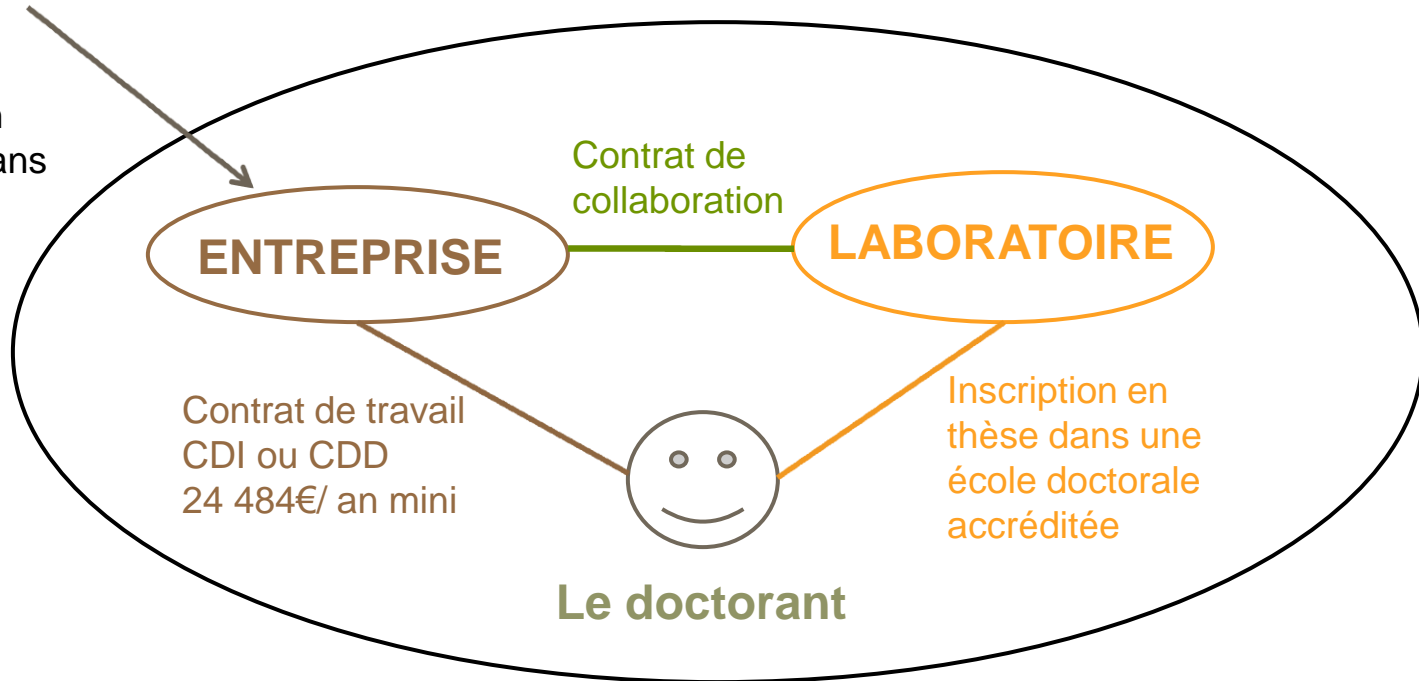 ans
Contrat de
collaboration
ENTREPRISE
LABORATOIRE
Contrat de travail
CDI ou CDD
24 484€/ an mini
Inscription en
thèse dans une
école doctorale
accréditée
Le doctorant